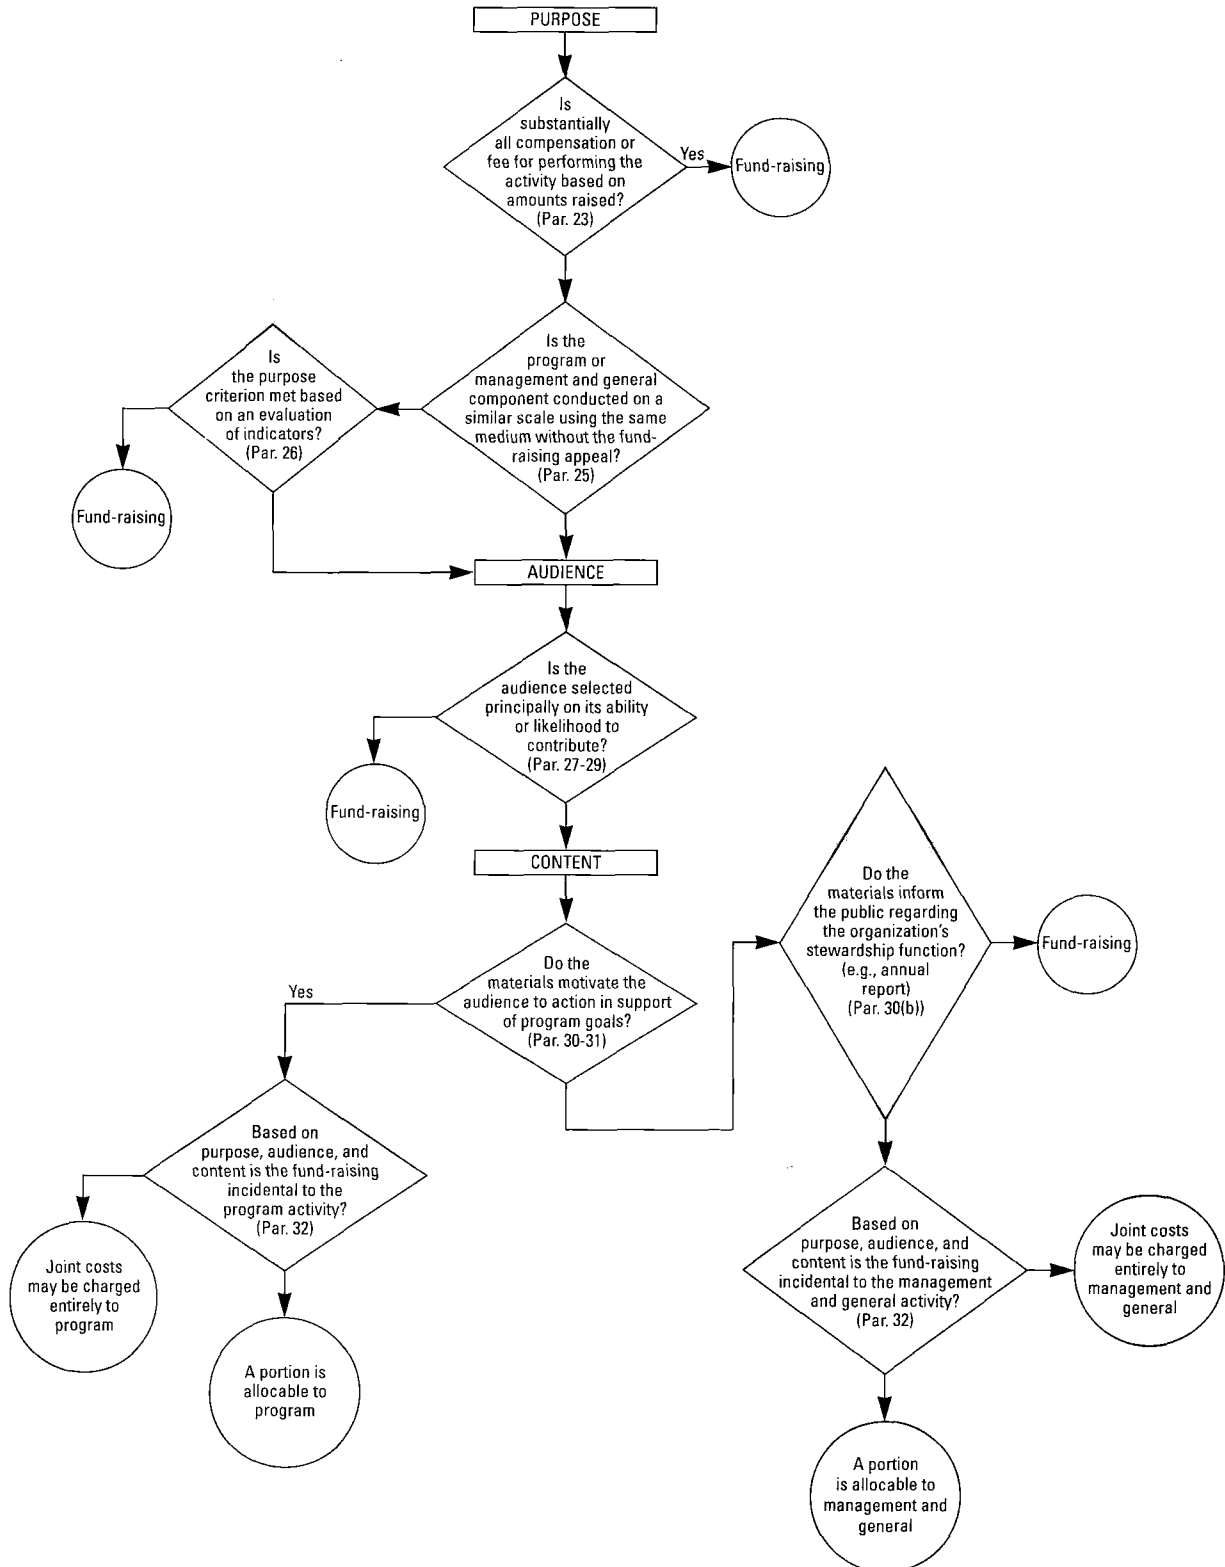 PURPOSE
Is
substantially
all compensation or
fee for performing the
activity based on
amounts raised?
(Par. 23)
Yes
Fund-raising
Is
the purpose
criterion met based
on an evaluation
of indicators?
(Par. 26)
Is the
program or
management and general
component conducted on a
similar scale using the same
medium without the fund-
raising appeal?
(Par. 25)
Fund-raising
AUDIENCE
Is the
audience selected
principally on its ability
or likelihood to
contribute?
(Par. 27-29)
Fund-raising
CONTENT
Do the
materials motivate the
audience to action in support
of program goals?
(Par. 30-31)
Yes
Do the
materials inform
the public regarding
the organization's
stewardship function?
(e.g., annual
report)
(Par. 30(b))
Fund-raising
Based on
purpose, audience, and
content is the fund-raising
incidental to the
program activity?
(Par. 32)
Joint costs
may be charged
entirely to
program
A portion is
allocable to
program
Based on
purpose, audience, and
content is the fund-raising
incidental to the management
and general activity?
(Par. 32)
Joint costs
may be charged
entirely to
management and
general
A portion
is allocable to
management and
general